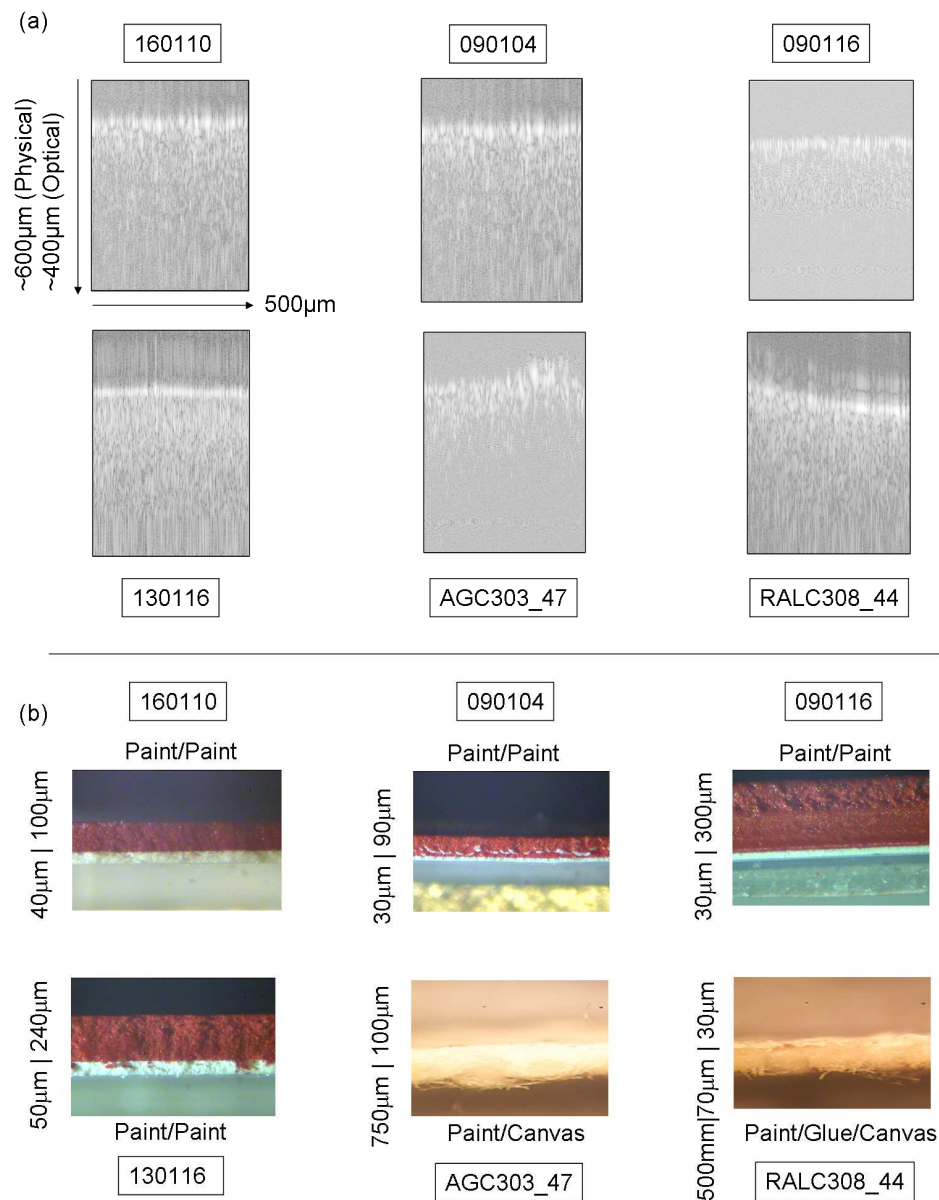 (a)
160110
090104
090116
~600µm (Physical)
~400µm (Optical)
500µm
130116
AGC303_47
RALC308_44
(b)
160110
090104
090116
Paint/Paint
Paint/Paint
Paint/Paint
40µm | 100µm
30µm | 90µm
30µm | 300µm
50µm | 240µm
750µm | 100µm
500mm|70µm | 30µm
Paint/Paint
Paint/Canvas
Paint/Glue/Canvas
130116
AGC303_47
RALC308_44